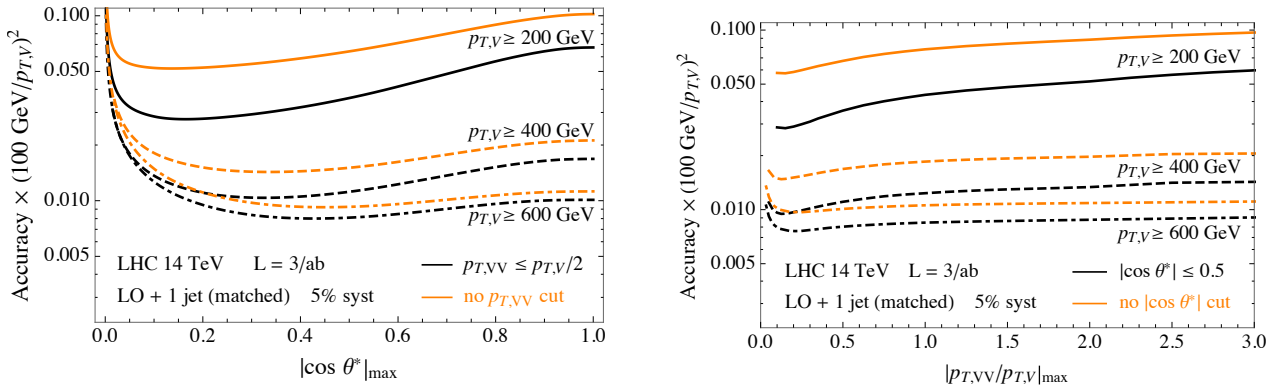 Accuracy × (100 GeV/p_{T,V})^2
0.100
0.050
0.010
0.005
p_{T,V} ≥ 200 GeV
p_{T,V} ≥ 400 GeV
p_{T,V} ≥ 600 GeV
LHC 14 TeV L = 3/ab
p_{T,VV} ≤ p_{T,V}/2
LO + 1 jet (matched) 5% syst
no p_{T,VV} cut
0.0 0.2 0.4 0.6 0.8 1.0
|cos θ*|_max
Accuracy × (100 GeV/p_{T,V})^2
0.100
0.050
0.010
0.005
p_{T,V} ≥ 200 GeV
p_{T,V} ≥ 400 GeV
p_{T,V} ≥ 600 GeV
LHC 14 TeV L = 3/ab
|cos θ*| ≤ 0.5
LO + 1 jet (matched) 5% syst
no |cos θ*| cut
0.0 0.5 1.0 1.5 2.0 2.5 3.0
|p_{T,VV}/p_{T,V}|_max